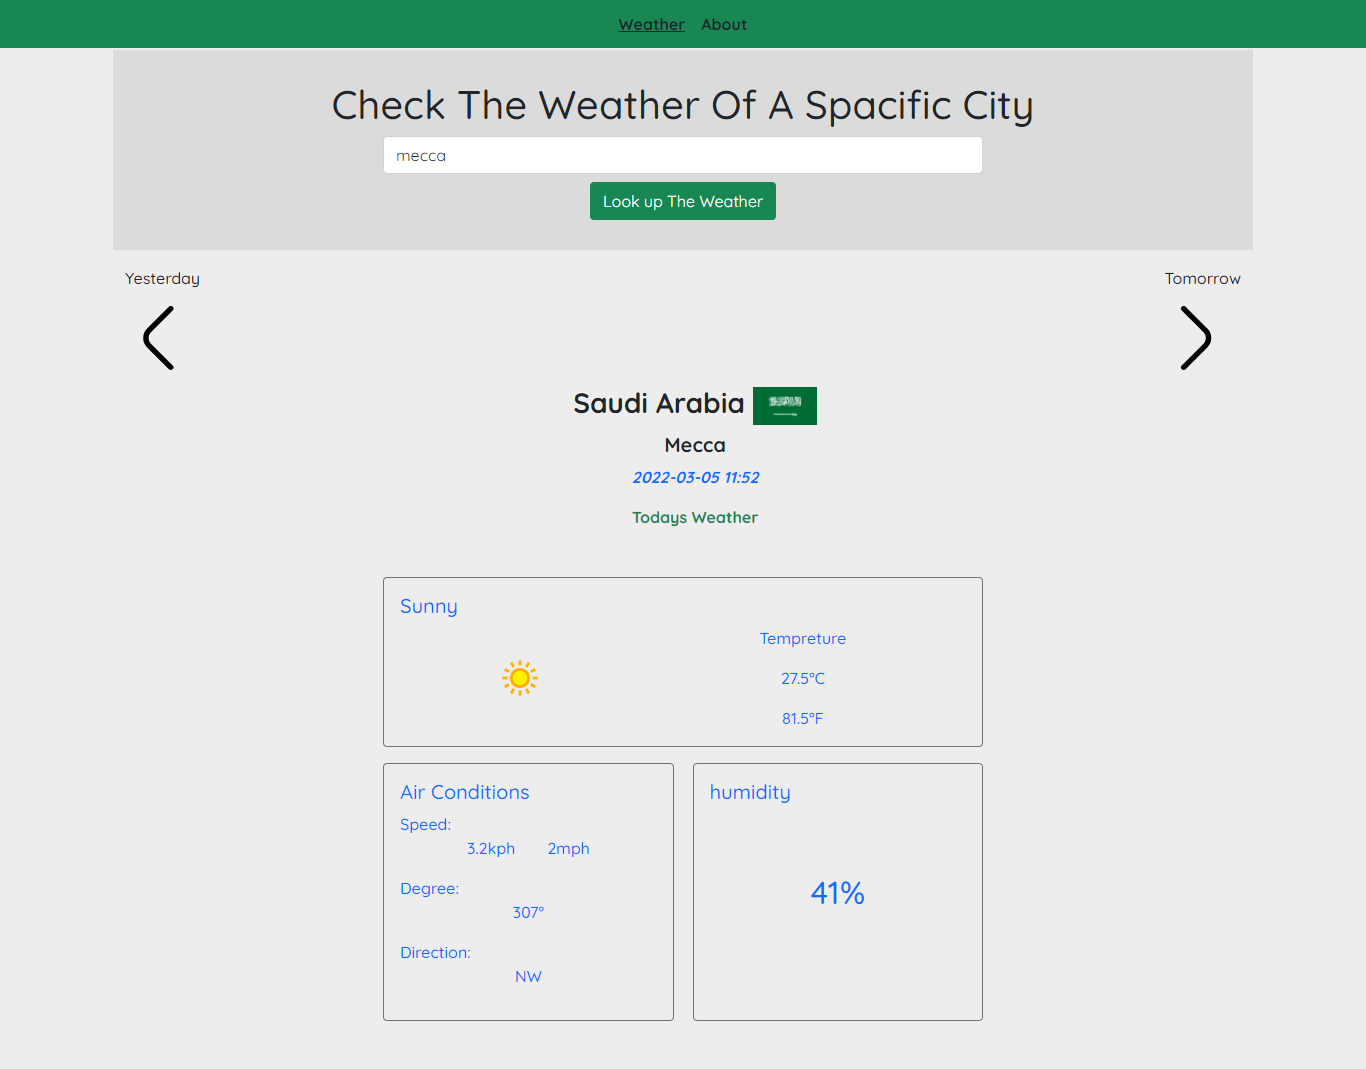 Weather About
Check The Weather Of A Spacific City
mecca
Look up The Weather
Yesterday Tomorrow
Saudi Arabia
Mecca
2022-03-05 11:52
Todays Weather
Sunny
Tempreture
27.5°C
81.5°F
Air Conditions
Speed:
3.2kph 2mph
Degree:
307°
Direction:
NW
humidity
41%